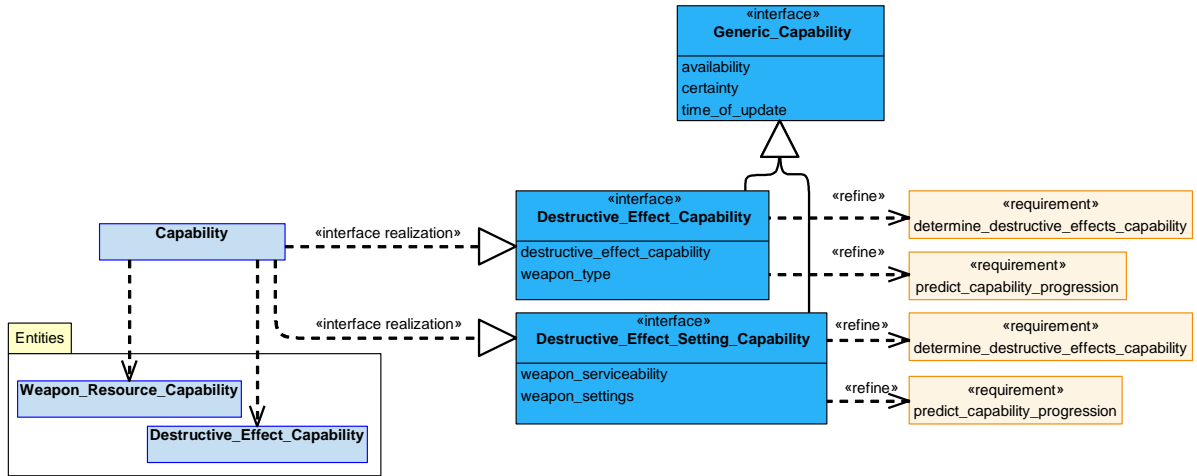 «interface»
Generic_Capability
availability
certainty
time_of_update
«interface»
Destructive_Effect_Capability
destructive_effect_capability
weapon_type
«refine»
«requirement»
determine_destructive_effects_capability
Capability
«interface realization»
«refine»
«requirement»
predict_capability_progression
«interface realization»
«interface»
Destructive_Effect_Setting_Capability
weapon_serviceability
weapon_settings
«refine»
«requirement»
determine_destructive_effects_capability
«refine»
«requirement»
predict_capability_progression
Entities
Weapon_Resource_Capability
Destructive_Effect_Capability